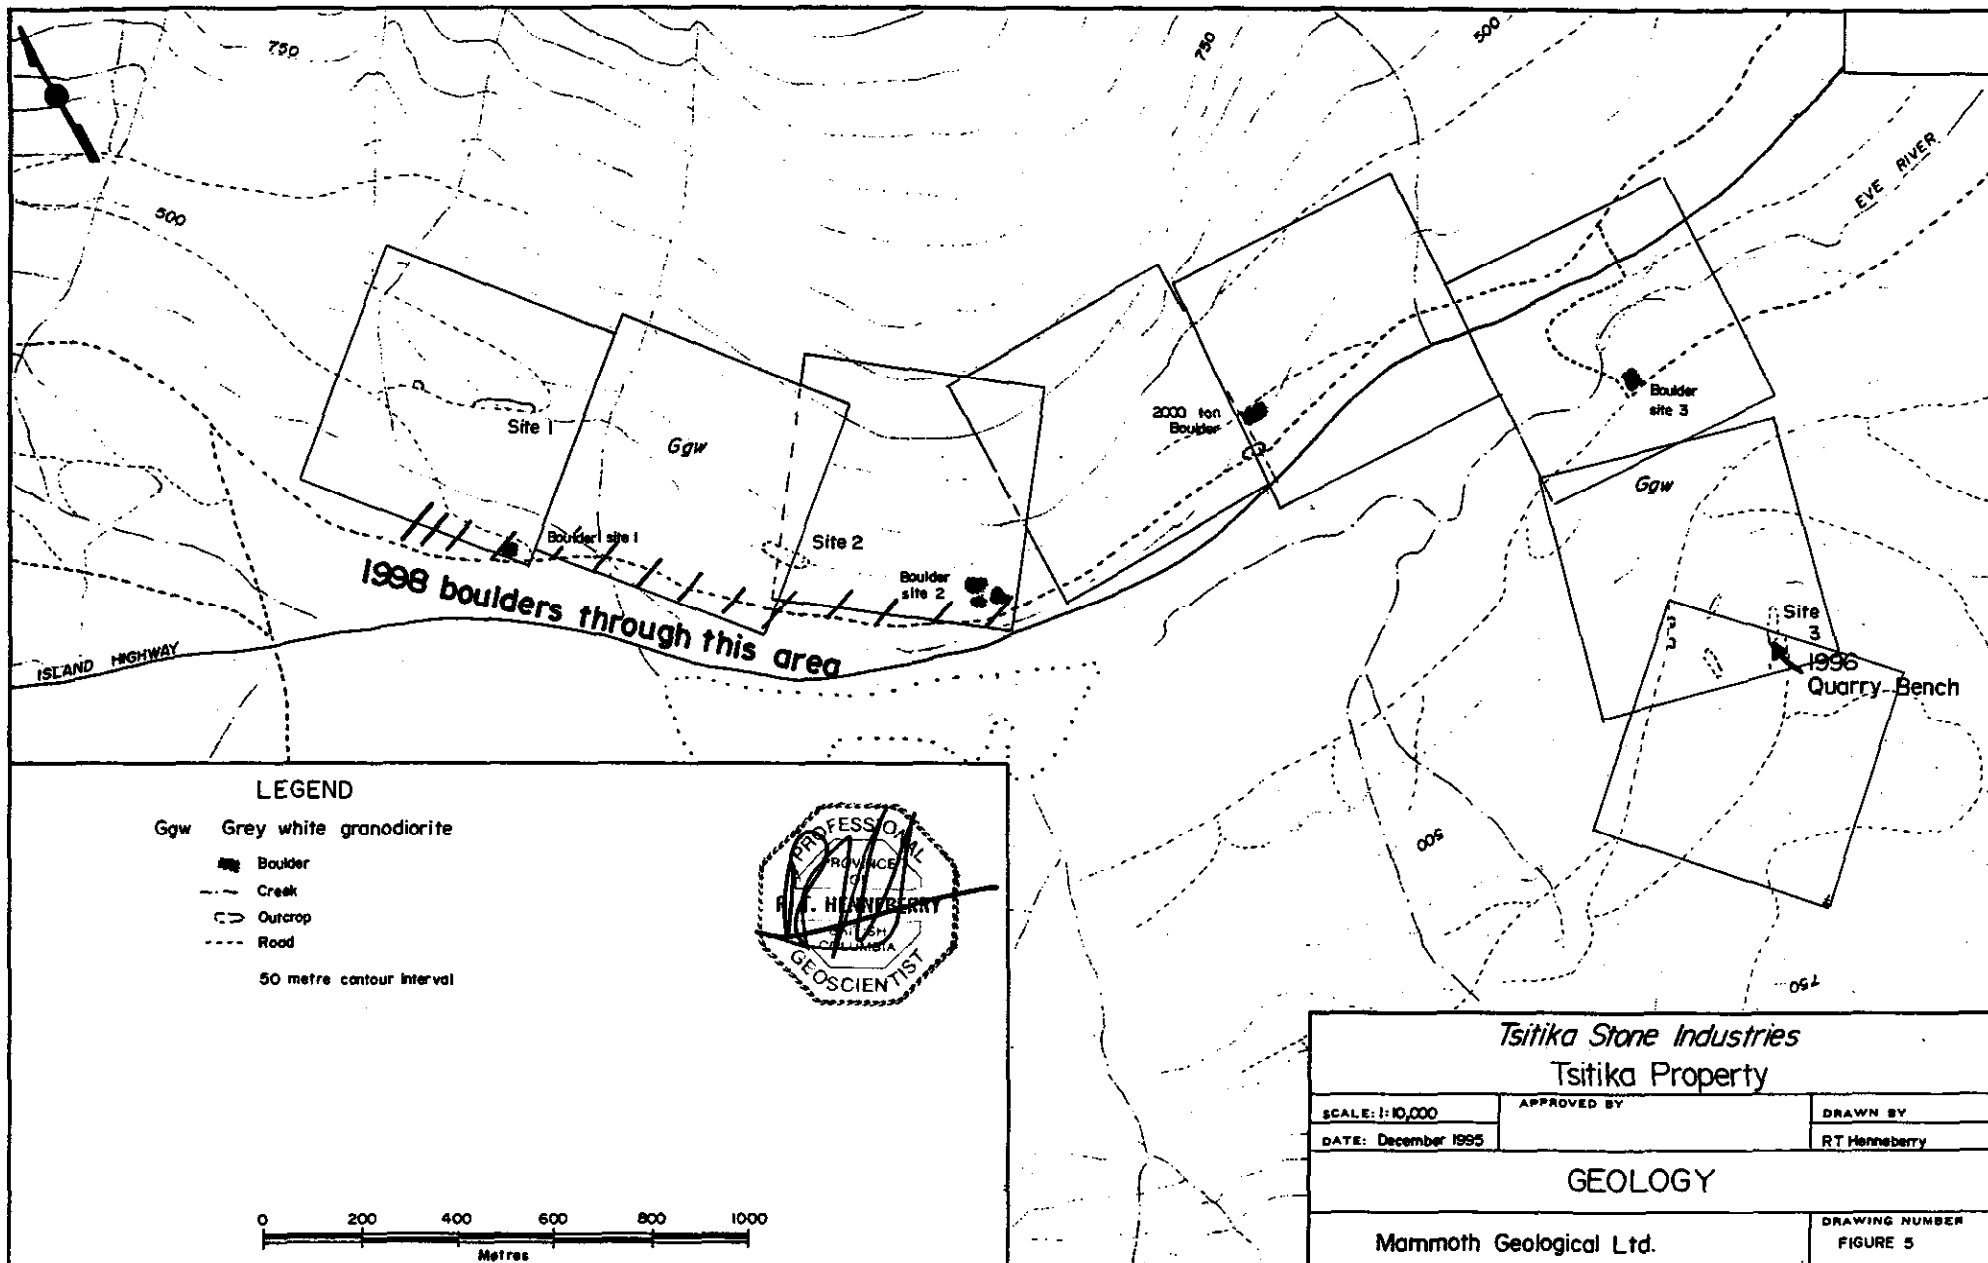 750
750
500
EVE RIVER
500
Site 1
Ggw
2000 ton
Boulder
Boulder
site 3
Ggw
Boulder site 1
Site 2
Boulder
site 2
1998 boulders through this area
ISLAND HIGHWAY
Site
3
1996
Quarry Bench
500
750
LEGEND
Ggw Grey white granodiorite
Boulder
Creek
Outcrop
Road
50 metre contour interval
PROFESSIONAL
PROVINCE
OF
R. T. HENNEBERRY
BRITISH
COLUMBIA
GEOSCIENTIST
0 200 400 600 800 1000
Metres
Tsitika Stone Industries
Tsitika Property
SCALE: 1:10,000
APPROVED BY
DRAWN BY
DATE: December 1995
RT Henneberry
GEOLOGY
Mammoth Geological Ltd.
DRAWING NUMBER
FIGURE 5